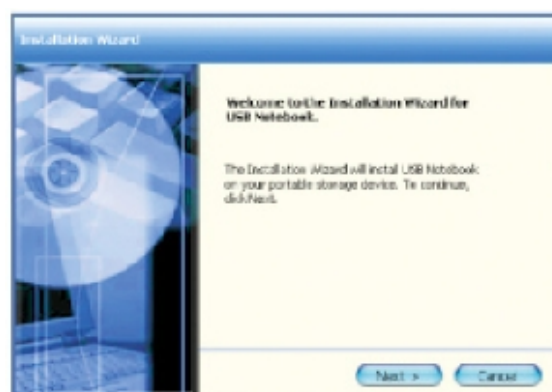 Installation Wizard
Welcome to the Installation Wizard for
USB Notebook.
The Installation Wizard will install USB Notebook
on your portable storage device. To continue,
click Next.
Next >
Cancel